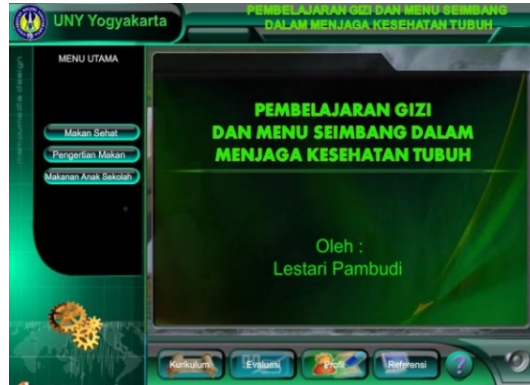 UNY Yogyakarta
PEMBELAJARAN GIZI DAN MENU SEIMBANG
DALAM MENJAGA KESEHATAN TUBUH
MENU UTAMA
Makan Sehat
Pengertian Makan
Makanan Anak Sekolah
PEMBELAJARAN GIZI
DAN MENU SEIMBANG DALAM
MENJAGA KESEHATAN TUBUH
Oleh :
Lestari Pambudi
Kurikulum
Evaluasi
Profil
Referensi
?